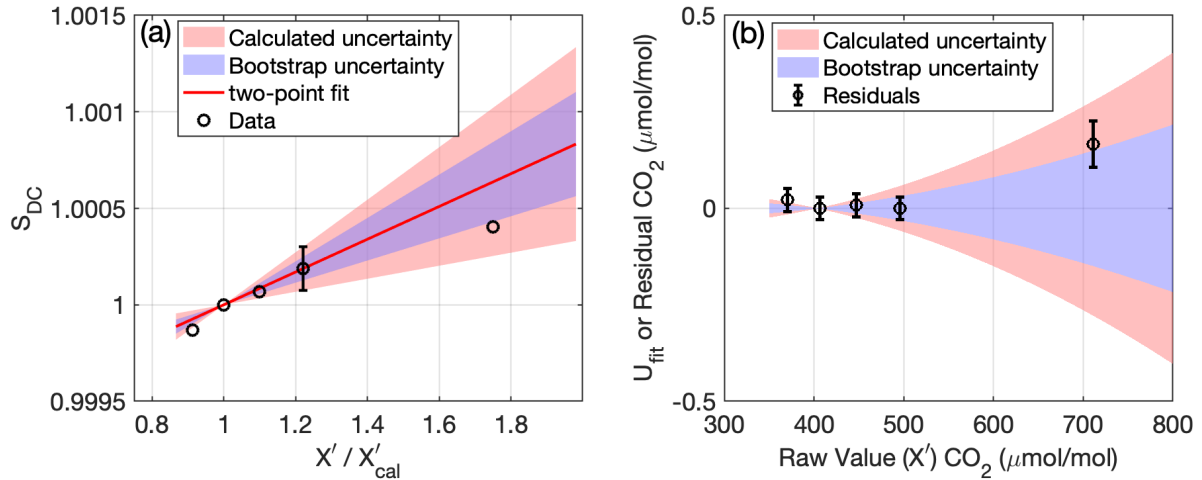 (a)
Calculated uncertainty
Bootstrap uncertainty
two-point fit
Data
1.0015
1.001
1.0005
1
0.9995
S_DC
0.8
1
1.2
1.4
1.6
1.8
X′ / X′_cal
(b)
Calculated uncertainty
Bootstrap uncertainty
Residuals
0.5
0
-0.5
U_fit or Residual CO₂ (μmol/mol)
300
400
500
600
700
800
Raw Value (X′) CO₂ (μmol/mol)